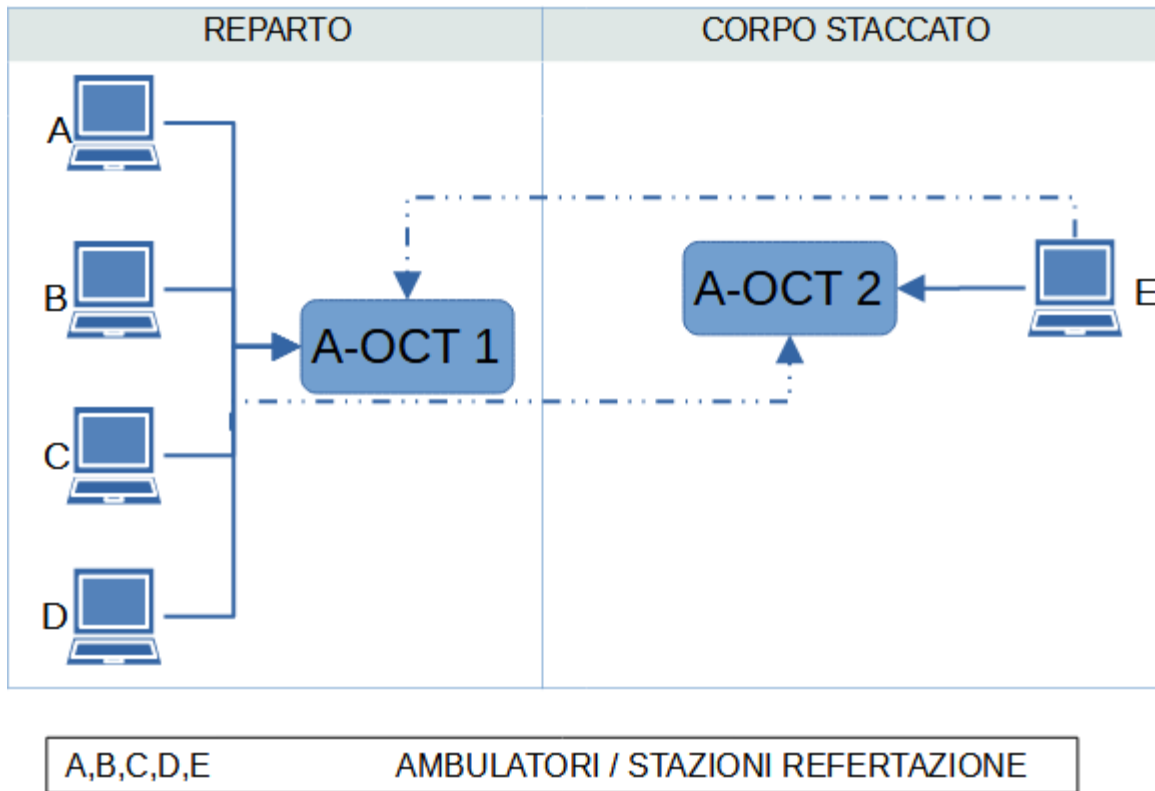 REPARTO
CORPO STACCATO
A
B
A-OCT 2
E
A-OCT 1
C
D
A,B,C,D,E AMBULATORI / STAZIONI REFERTAZIONE